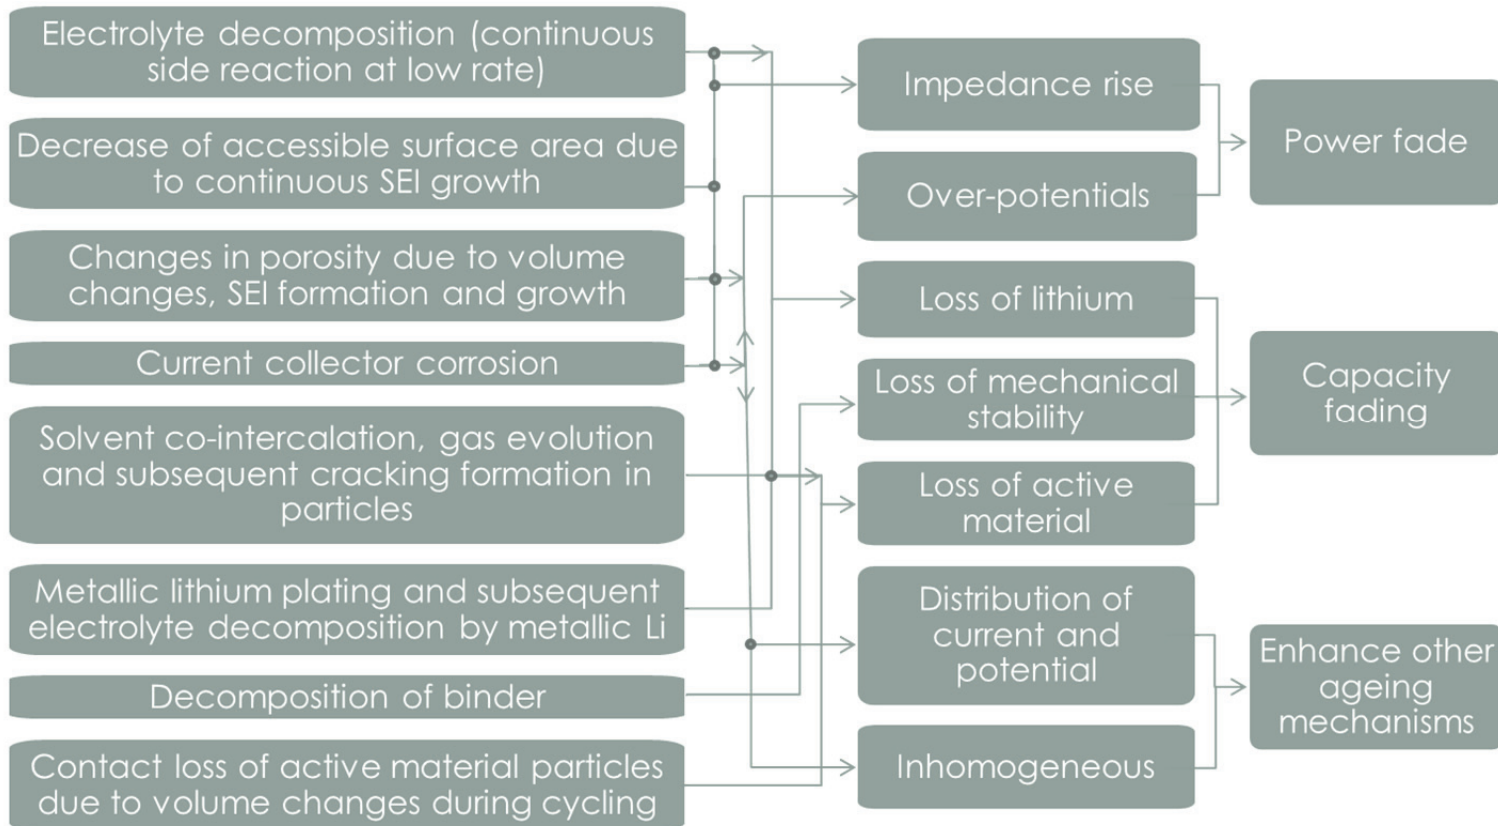 Electrolyte decomposition (continuous
side reaction at low rate)
Decrease of accessible surface area due
to continuous SEI growth
Changes in porosity due to volume
changes, SEI formation and growth
Current collector corrosion
Solvent co-intercalation, gas evolution
and subsequent cracking formation in
particles
Metallic lithium plating and subsequent
electrolyte decomposition by metallic Li
Decomposition of binder
Contact loss of active material particles
due to volume changes during cycling
Impedance rise
Over-potentials
Loss of lithium
Loss of mechanical
stability
Loss of active
material
Distribution of
current and
potential
Inhomogeneous
Power fade
Capacity
fading
Enhance other
ageing
mechanisms